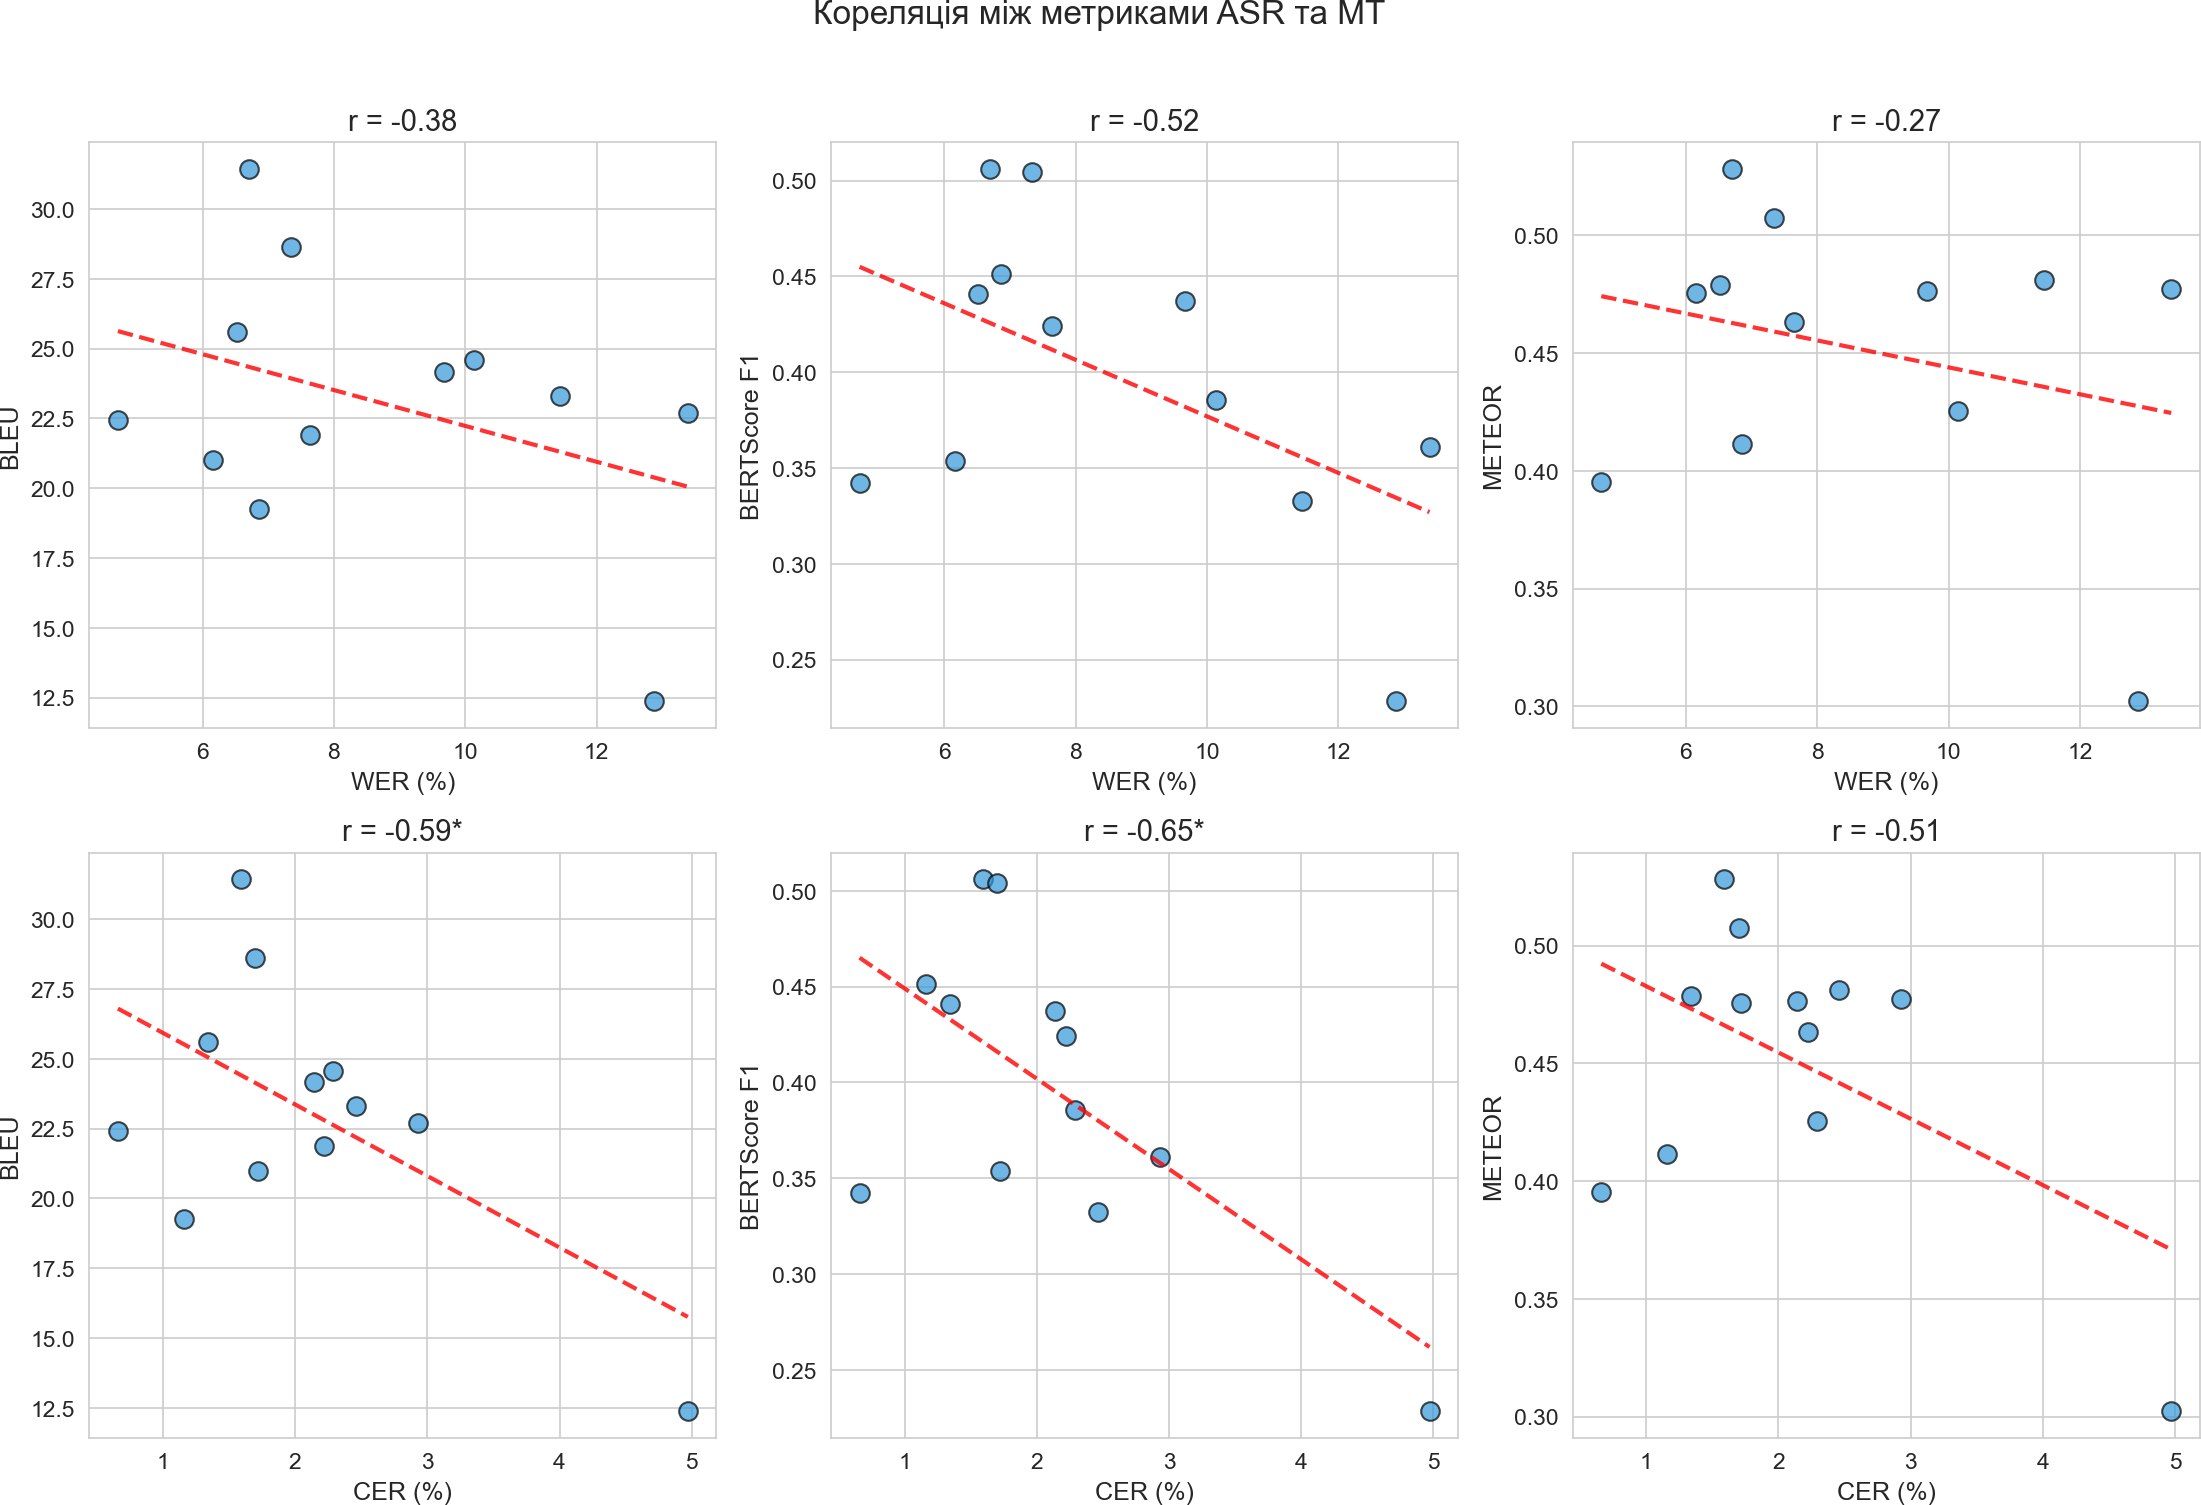 Кореляція між метриками ASR та MT
r = -0.38
30.0
27.5
25.0
22.5
20.0
17.5
15.0
12.5
BLEU
6 8 10 12
WER (%)
r = -0.52
0.50
0.45
0.40
0.35
0.30
0.25
BERTScore F1
6 8 10 12
WER (%)
r = -0.27
0.50
0.45
0.40
0.35
0.30
METEOR
6 8 10 12
WER (%)
r = -0.59*
30.0
27.5
25.0
22.5
20.0
17.5
15.0
12.5
BLEU
1 2 3 4 5
CER (%)
r = -0.65*
0.50
0.45
0.40
0.35
0.30
0.25
BERTScore F1
1 2 3 4 5
CER (%)
r = -0.51
0.50
0.45
0.40
0.35
0.30
METEOR
1 2 3 4 5
CER (%)